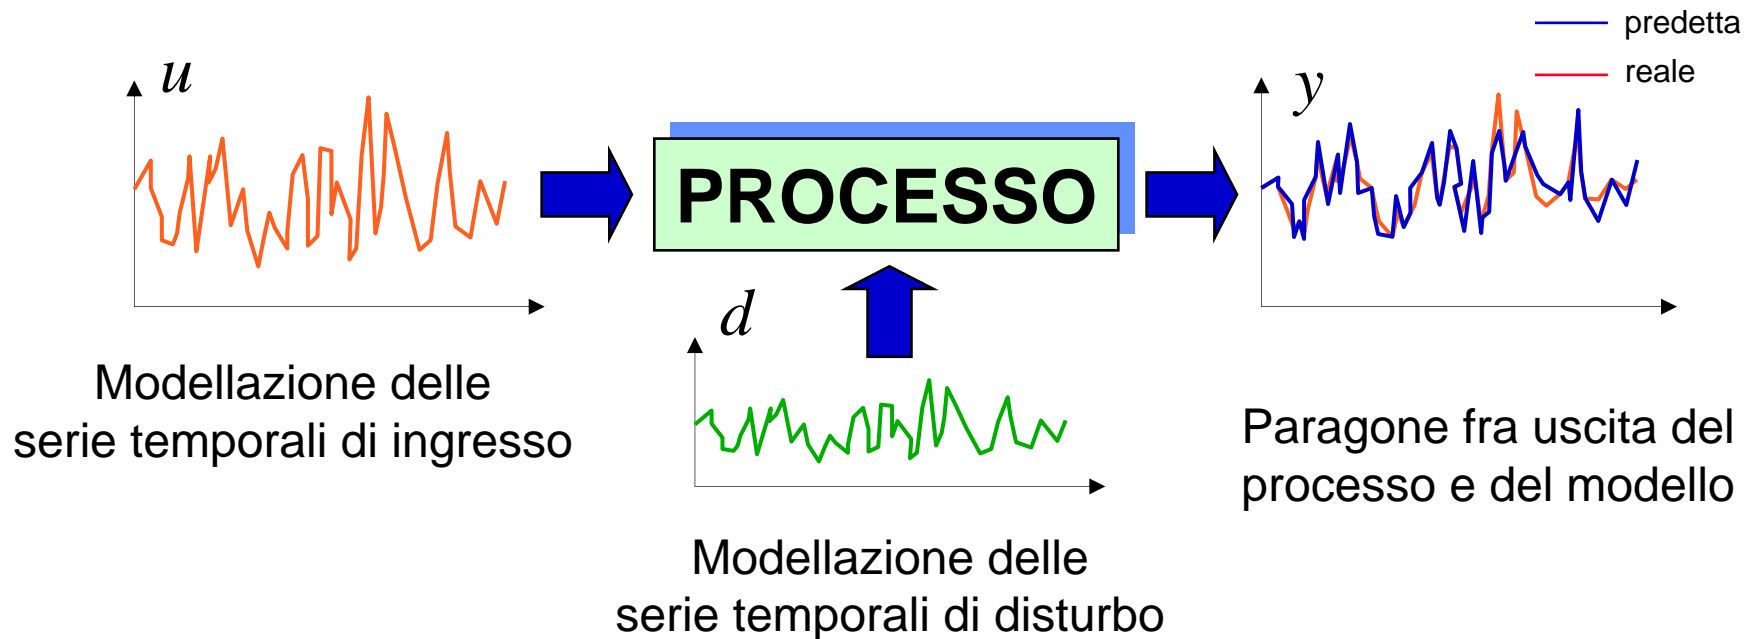 predetta
reale
u
y
PROCESSO
d
Modellazione delle
serie temporali di ingresso
Paragone fra uscita del
processo e del modello
Modellazione delle
serie temporali di disturbo